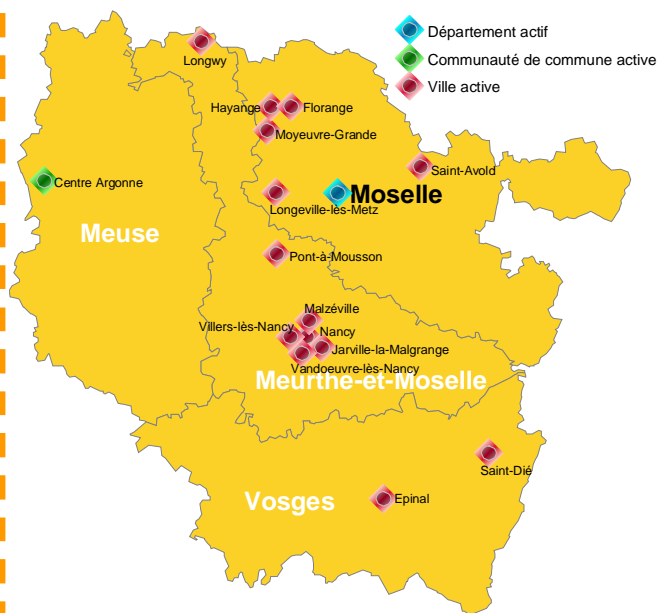 Département actif
Communauté de commune active
Ville active
Longwy
Hayange
Florange
Moyeuvre-Grande
Saint-Avold
Centre Argonne
Moselle
Longeville-lès-Metz
Meuse
Pont-à-Mousson
Malzéville
Villers-lès-Nancy
Nancy
Jarville-la-Malgrange
Vandoeuvre-lès-Nancy
Meurthe-et-Moselle
Saint-Dié
Vosges
Epinal